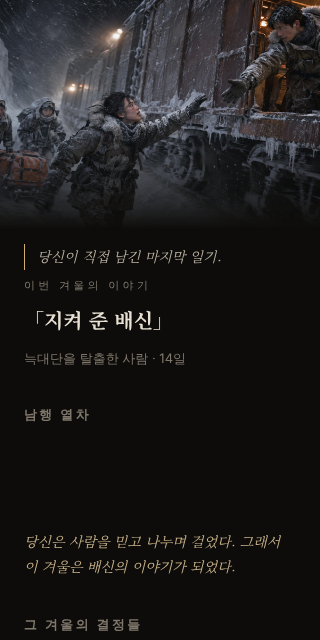 당신이 직접 남긴 마지막 일기.
이번 겨울의 이야기
「지켜 준 배신」
늑대단을 탈출한 사람 · 14일
남행 열차
당신은 사람을 믿고 나누며 걸었다. 그래서
이 겨울은 배신의 이야기가 되었다.
그 겨울의 결정들